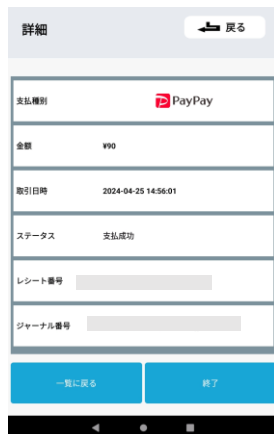 詳細
戻る
支払種別 PayPay
金額 ¥90
取引日時 2024-04-25 14:56:01
ステータス 支払成功
レシート番号
ジャーナル番号
一覧に戻る 終了